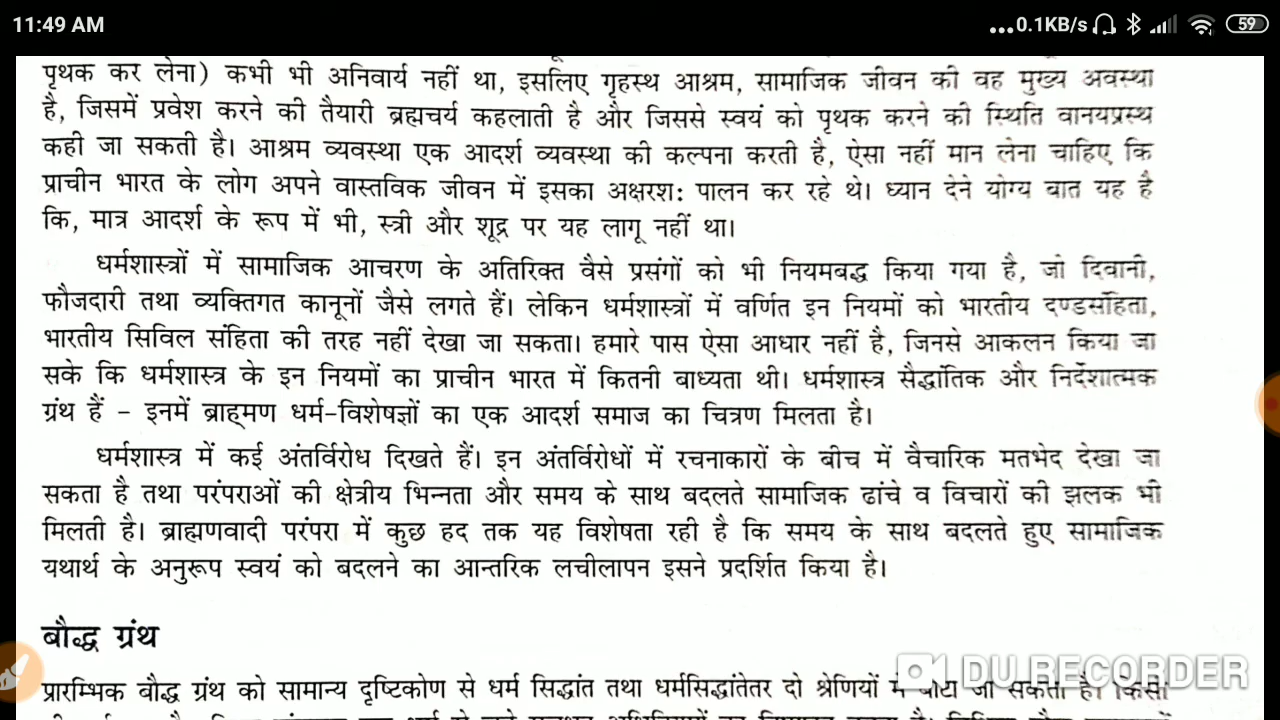 11:49 AM
...0.1KB/s 59
पृथक कर लेना) कभी भी अनिवार्य नहीं था, इसलिए गृहस्थ आश्रम, सामाजिक जीवन की वह मुख्य अवस्था
है, जिसमें प्रवेश करने की तैयारी ब्रह्मचर्य कहलाती है और जिससे स्वयं को पृथक करने की स्थिति वानयप्रस्थ
कही जा सकती है। आश्रम व्यवस्था एक आदर्श व्यवस्था की कल्पना करती है, ऐसा नहीं मान लेना चाहिए कि
प्राचीन भारत के लोग अपने वास्तविक जीवन में इसका अक्षरशः पालन कर रहे थे। ध्यान देने योग्य बात यह है
कि, मात्र आदर्श के रूप में भी, स्त्री और शूद्र पर यह लागू नहीं था।
धर्मशास्त्रों में सामाजिक आचरण के अतिरिक्त वैसे प्रसंगों को भी नियमबद्ध किया गया है, जो दिवानी,
फौजदारी तथा व्यक्तिगत कानूनों जैसे लगते हैं। लेकिन धर्मशास्त्रों में वर्णित इन नियमों को भारतीय दण्डसंहिता,
भारतीय सिविल संहिता की तरह नहीं देखा जा सकता। हमारे पास ऐसा आधार नहीं है, जिनसे आकलन किया जा
सके कि धर्मशास्त्र के इन नियमों का प्राचीन भारत में कितनी बाध्यता थी। धर्मशास्त्र सैद्धांतिक और निर्देशात्मक
ग्रंथ हैं - इनमें ब्राह्मण धर्म-विशेषज्ञों का एक आदर्श समाज का चित्रण मिलता है।
धर्मशास्त्र में कई अंतर्विरोध दिखते हैं। इन अंतर्विरोधों में रचनाकारों के बीच में वैचारिक मतभेद देखा जा
सकता है तथा परंपराओं की क्षेत्रीय भिन्नता और समय के साथ बदलते सामाजिक ढांचे व विचारों की झलक भी
मिलती है। ब्राह्मणवादी परंपरा में कुछ हद तक यह विशेषता रही है कि समय के साथ बदलते हुए सामाजिक
यथार्थ के अनुरूप स्वयं को बदलने का आन्तरिक लचीलापन इसने प्रदर्शित किया है।
बौद्ध ग्रंथ
DU RECORDER
प्रारम्भिक बौद्ध ग्रंथ को सामान्य दृष्टिकोण से धर्म सिद्धांत तथा धर्मसिद्धांतेतर दो श्रेणियों में बांटा जा सकता है। किसी